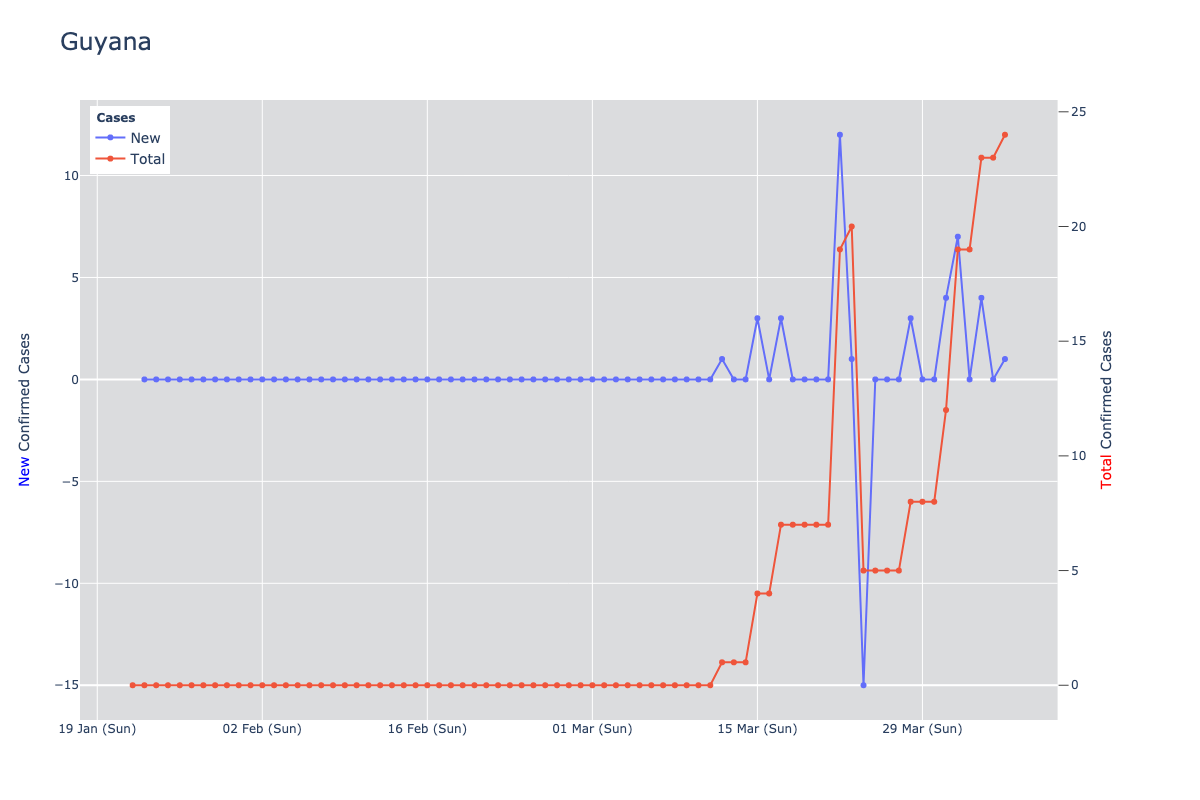 Guyana
Cases
New
Total
10
5
0
−5
−10
−15
25
20
15
10
5
0
New Confirmed Cases
Total Confirmed Cases
19 Jan (Sun)
02 Feb (Sun)
16 Feb (Sun)
01 Mar (Sun)
15 Mar (Sun)
29 Mar (Sun)